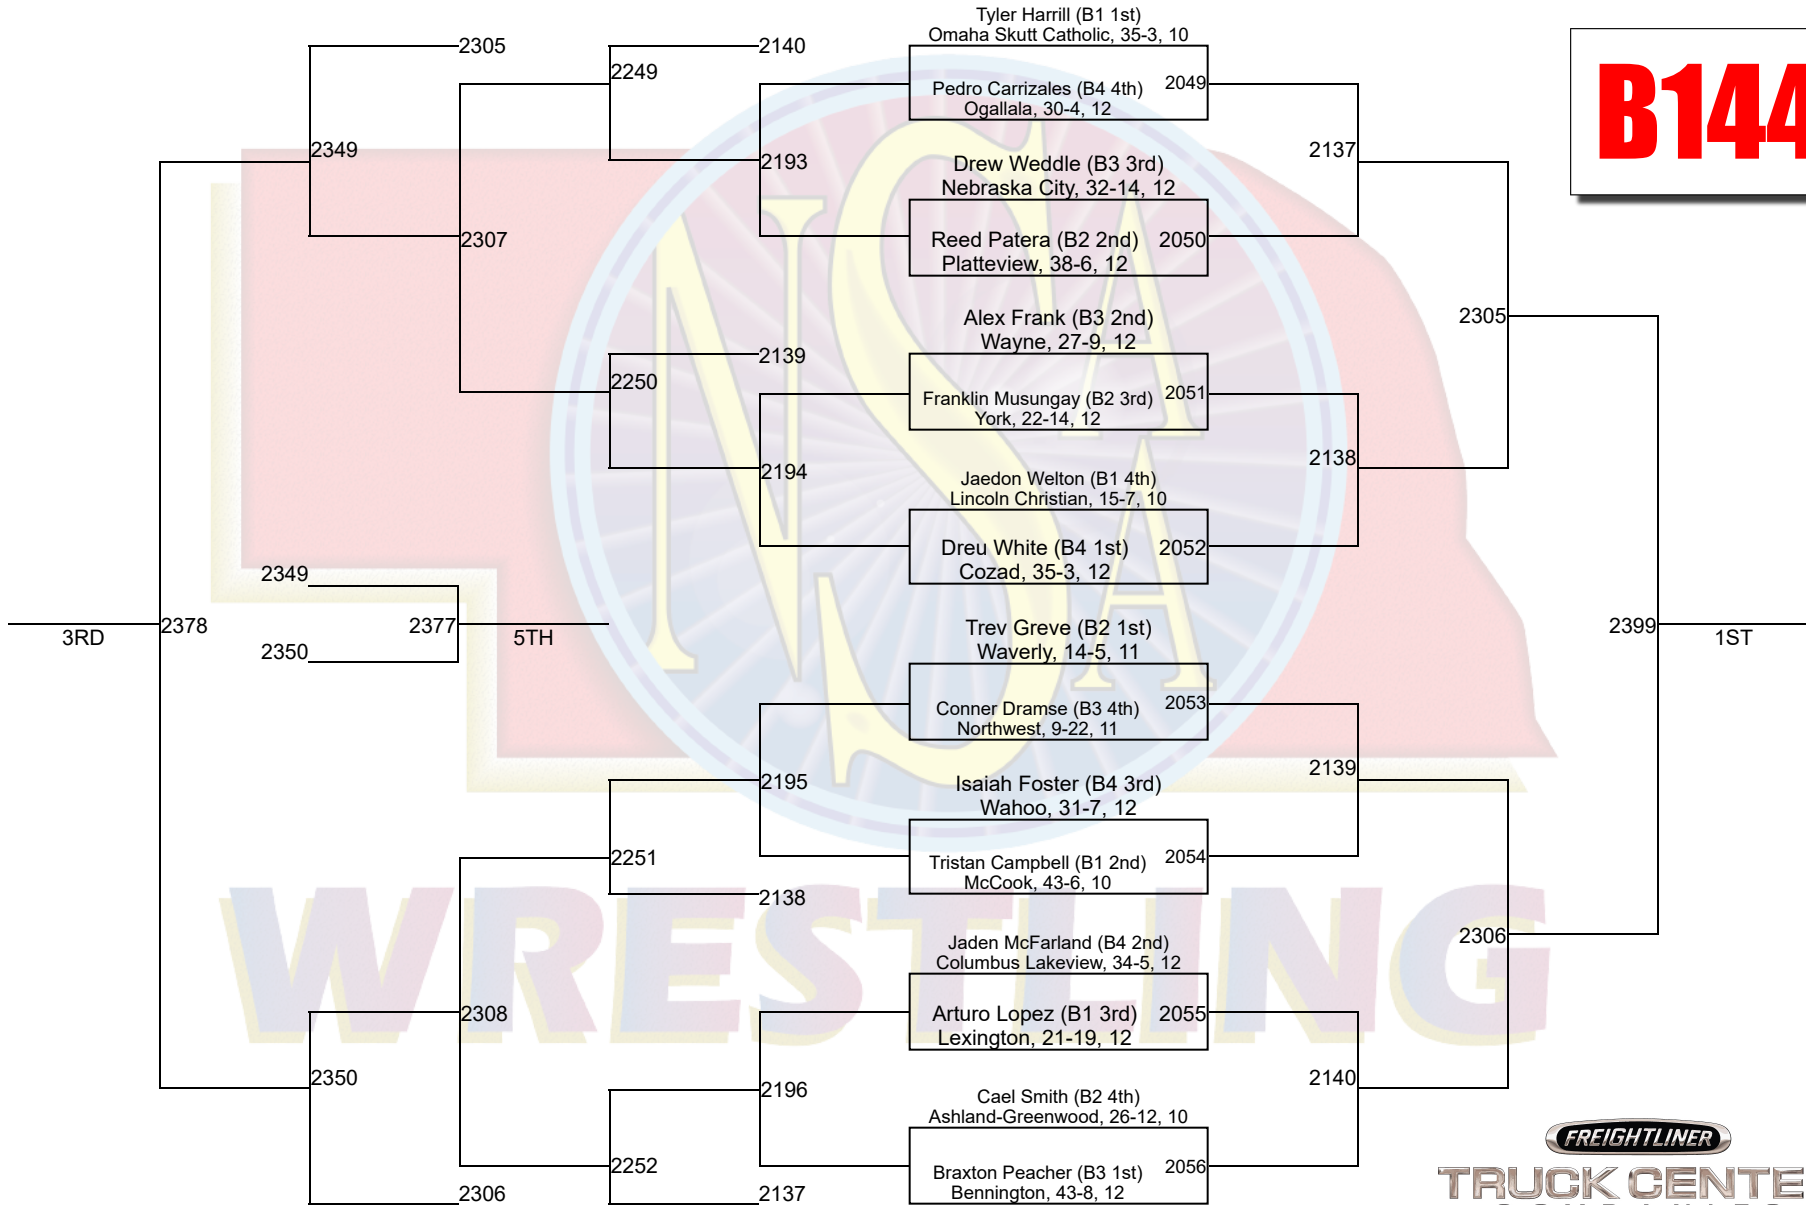 Tyler Harrill (B1 1st)
Omaha Skutt Catholic, 35-3, 10
2305
2140
2249
B144
Pedro Carrizales (B4 4th)
Ogallala, 30-4, 12
2049
2349
2193
2137
Drew Weddle (B3 3rd)
Nebraska City, 32-14, 12
2307
Reed Patera (B2 2nd)
Platteview, 38-6, 12
2050
Alex Frank (B3 2nd)
Wayne, 27-9, 12
2305
2139
2250
Franklin Musungay (B2 3rd)
York, 22-14, 12
2051
2194
2138
Jaedon Welton (B1 4th)
Lincoln Christian, 15-7, 10
Dreu White (B4 1st)
Cozad, 35-3, 12
2052
2349
2378
3RD
2377
5TH
2350
Trev Greve (B2 1st)
Waverly, 14-5, 11
2399
1ST
Conner Dramse (B3 4th)
Northwest, 9-22, 11
2053
2195
2139
Isaiah Foster (B4 3rd)
Wahoo, 31-7, 12
2251
Tristan Campbell (B1 2nd)
McCook, 43-6, 10
2054
2138
Jaden McFarland (B4 2nd)
Columbus Lakeview, 34-5, 12
2306
2308
Arturo Lopez (B1 3rd)
Lexington, 21-19, 12
2055
2350
2196
2140
Cael Smith (B2 4th)
Ashland-Greenwood, 26-12, 10
2252
Braxton Peacher (B3 1st)
Bennington, 43-8, 12
2056
2306
2137
NSAA
WRESTLING
FREIGHTLINER
TRUCK CENTE